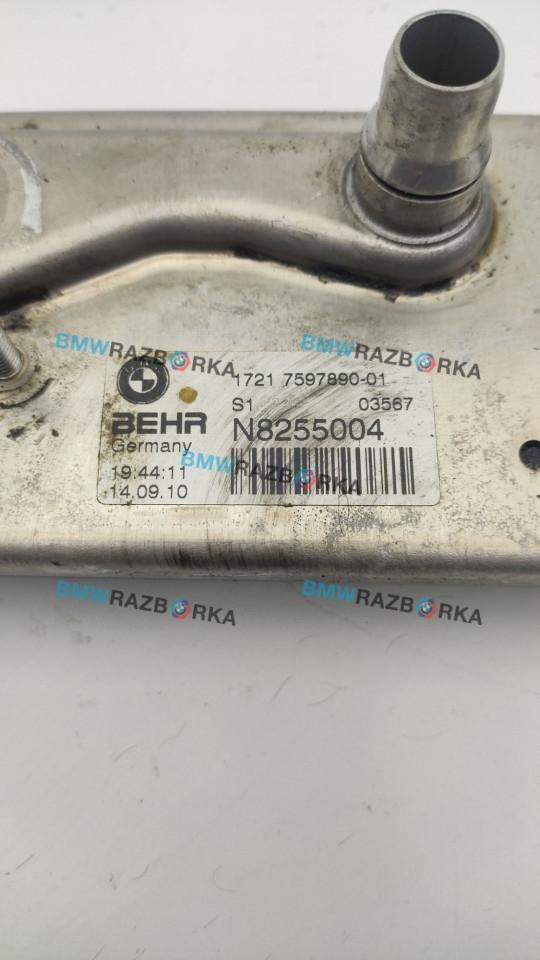 BMWRAZBORKA BMWRAZBORKA
1721 7597890-01
S1 03567
BEHR N8255004
Germany
BMWRAZBORKA
19:44:11
14.09.10
BMWRAZBORKA BMWRAZBORKA